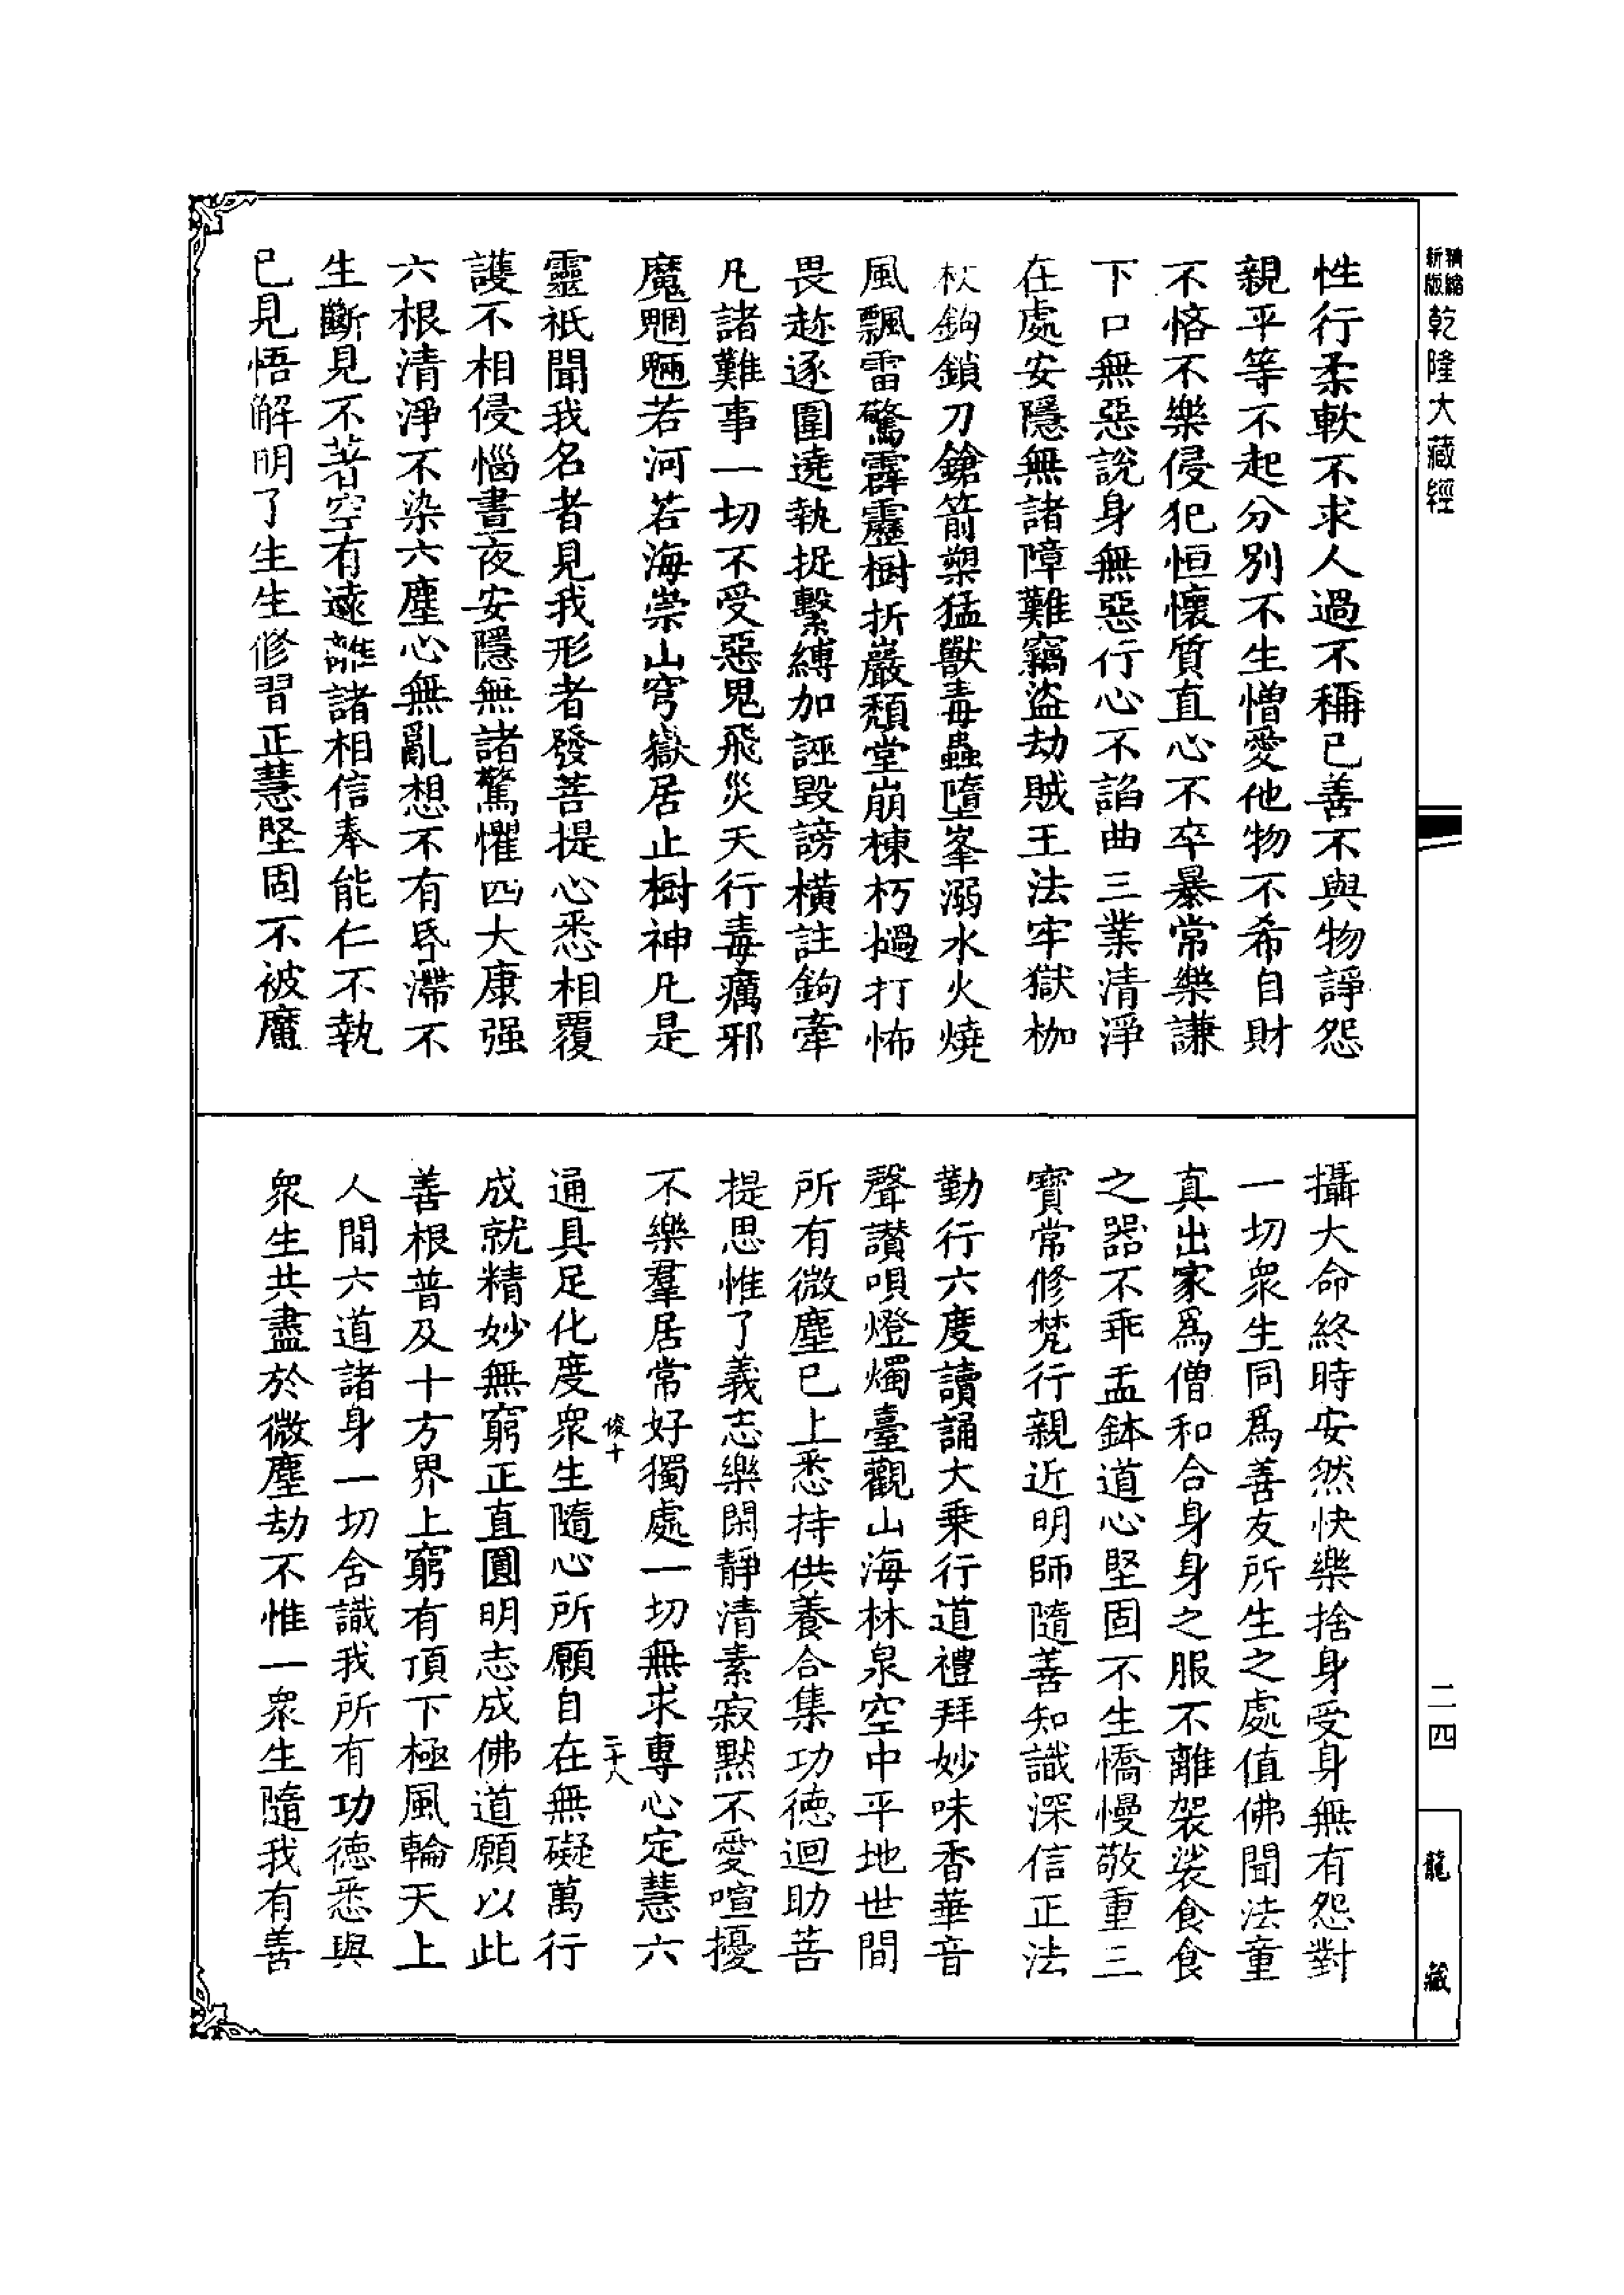 精縮
新版
乾隆大藏經
性行柔軟不求人過不稱己善不與物諍怨
親平等不起分別不生憎愛他物不希自財
不悋不樂侵犯恒懷質直心不卒暴常樂謙
下口無惡說身無惡行心不諂曲三業清淨
在處安隱無諸障難竊盜劫賊王法牢獄枷
杖鉤鎖刀鎗箭槊猛獸毒蟲墮峯溺水火燒
風飄雷驚霹靂樹折巖頹堂崩棟朽撾打怖
畏趂逐圍遶執捉繫縛加誣毀謗橫註鉤牽
凡諸難事一切不受惡鬼飛災天行毒癘邪
魔魍魎若河若海崇山穹嶽居止樹神凡是
靈祇聞我名者見我形者發菩提心悉相覆
護不相侵惱晝夜安隱無諸驚懼四大康强
六根清淨不染六塵心無亂想不有昏滯不
生斷見不著空有遠離諸相信奉能仁不執
已見悟解明了生生修習正慧堅固不被魔
攝大命終時安然快樂捨身受身無有怨對
一切衆生同爲善友所生之處值佛聞法童
真出家爲僧和合身身之服不離袈裟食食
之器不乖盂鉢道心堅固不生憍慢敬重三
寶常修梵行親近明師隨善知識深信正法
勤行六度讀誦大乘行道禮拜妙味香華音
聲讃唄燈燭臺觀山海林泉空中平地世間
所有微塵已上悉持供養合集功德迴助菩
提思惟了義志樂閑靜清素寂默不愛喧擾
不樂羣居常好獨處一切無求專心定慧六
俊十
二十八
通具足化度衆生隨心所願自在無礙萬行
成就精妙無窮正直圓明志成佛道願以此
善根普及十方界上窮有頂下極風輪天上
人間六道諸身一切含識我所有功德悉與
衆生共盡於微塵劫不惟一衆生隨我有善
二四
龍藏